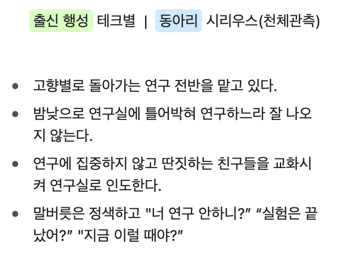 출신 행성 테크별 | 동아리 시리우스(천체관측)
• 고향별로 돌아가는 연구 전반을 맡고 있다.
• 밤낮으로 연구실에 틀어박혀 연구하느라 잘 나오
지 않는다.
• 연구에 집중하지 않고 딴짓하는 친구들을 교화시
켜 연구실로 인도한다.
• 말버릇은 정색하고 "너 연구 안하니?” “실험은 끝
났어?” "지금 이럴 때야?”